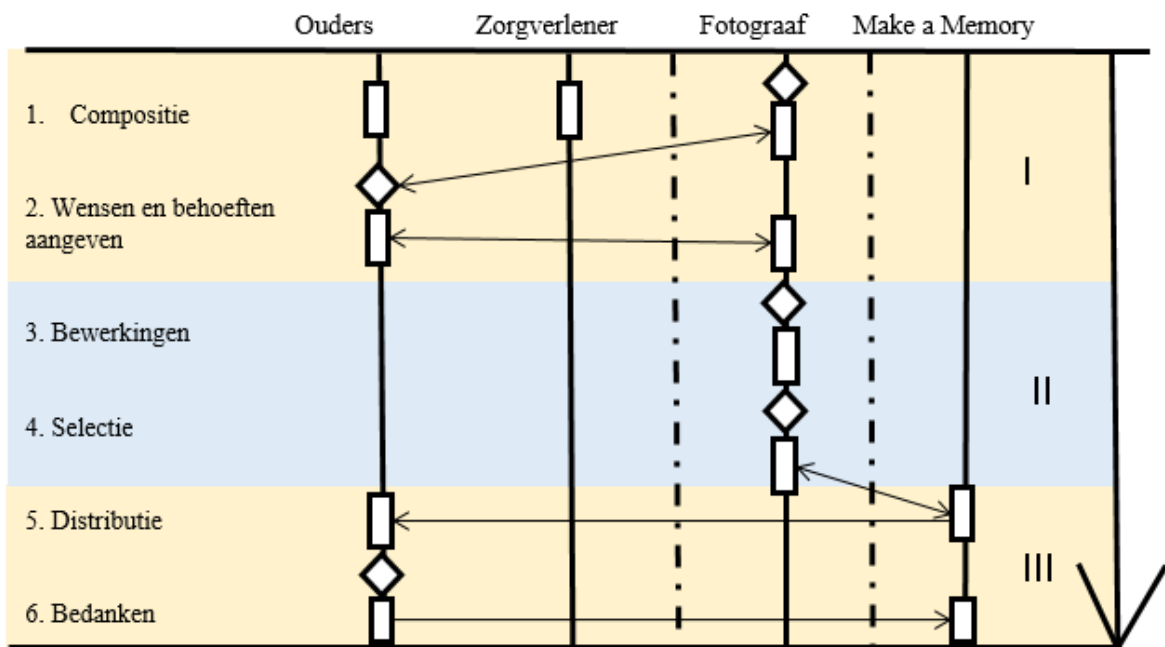 Ouders Zorgverlener Fotograaf Make a Memory
1. Compositie
I
2. Wensen en behoeften
aangeven
3. Bewerkingen
II
4. Selectie
5. Distributie
III
6. Bedanken